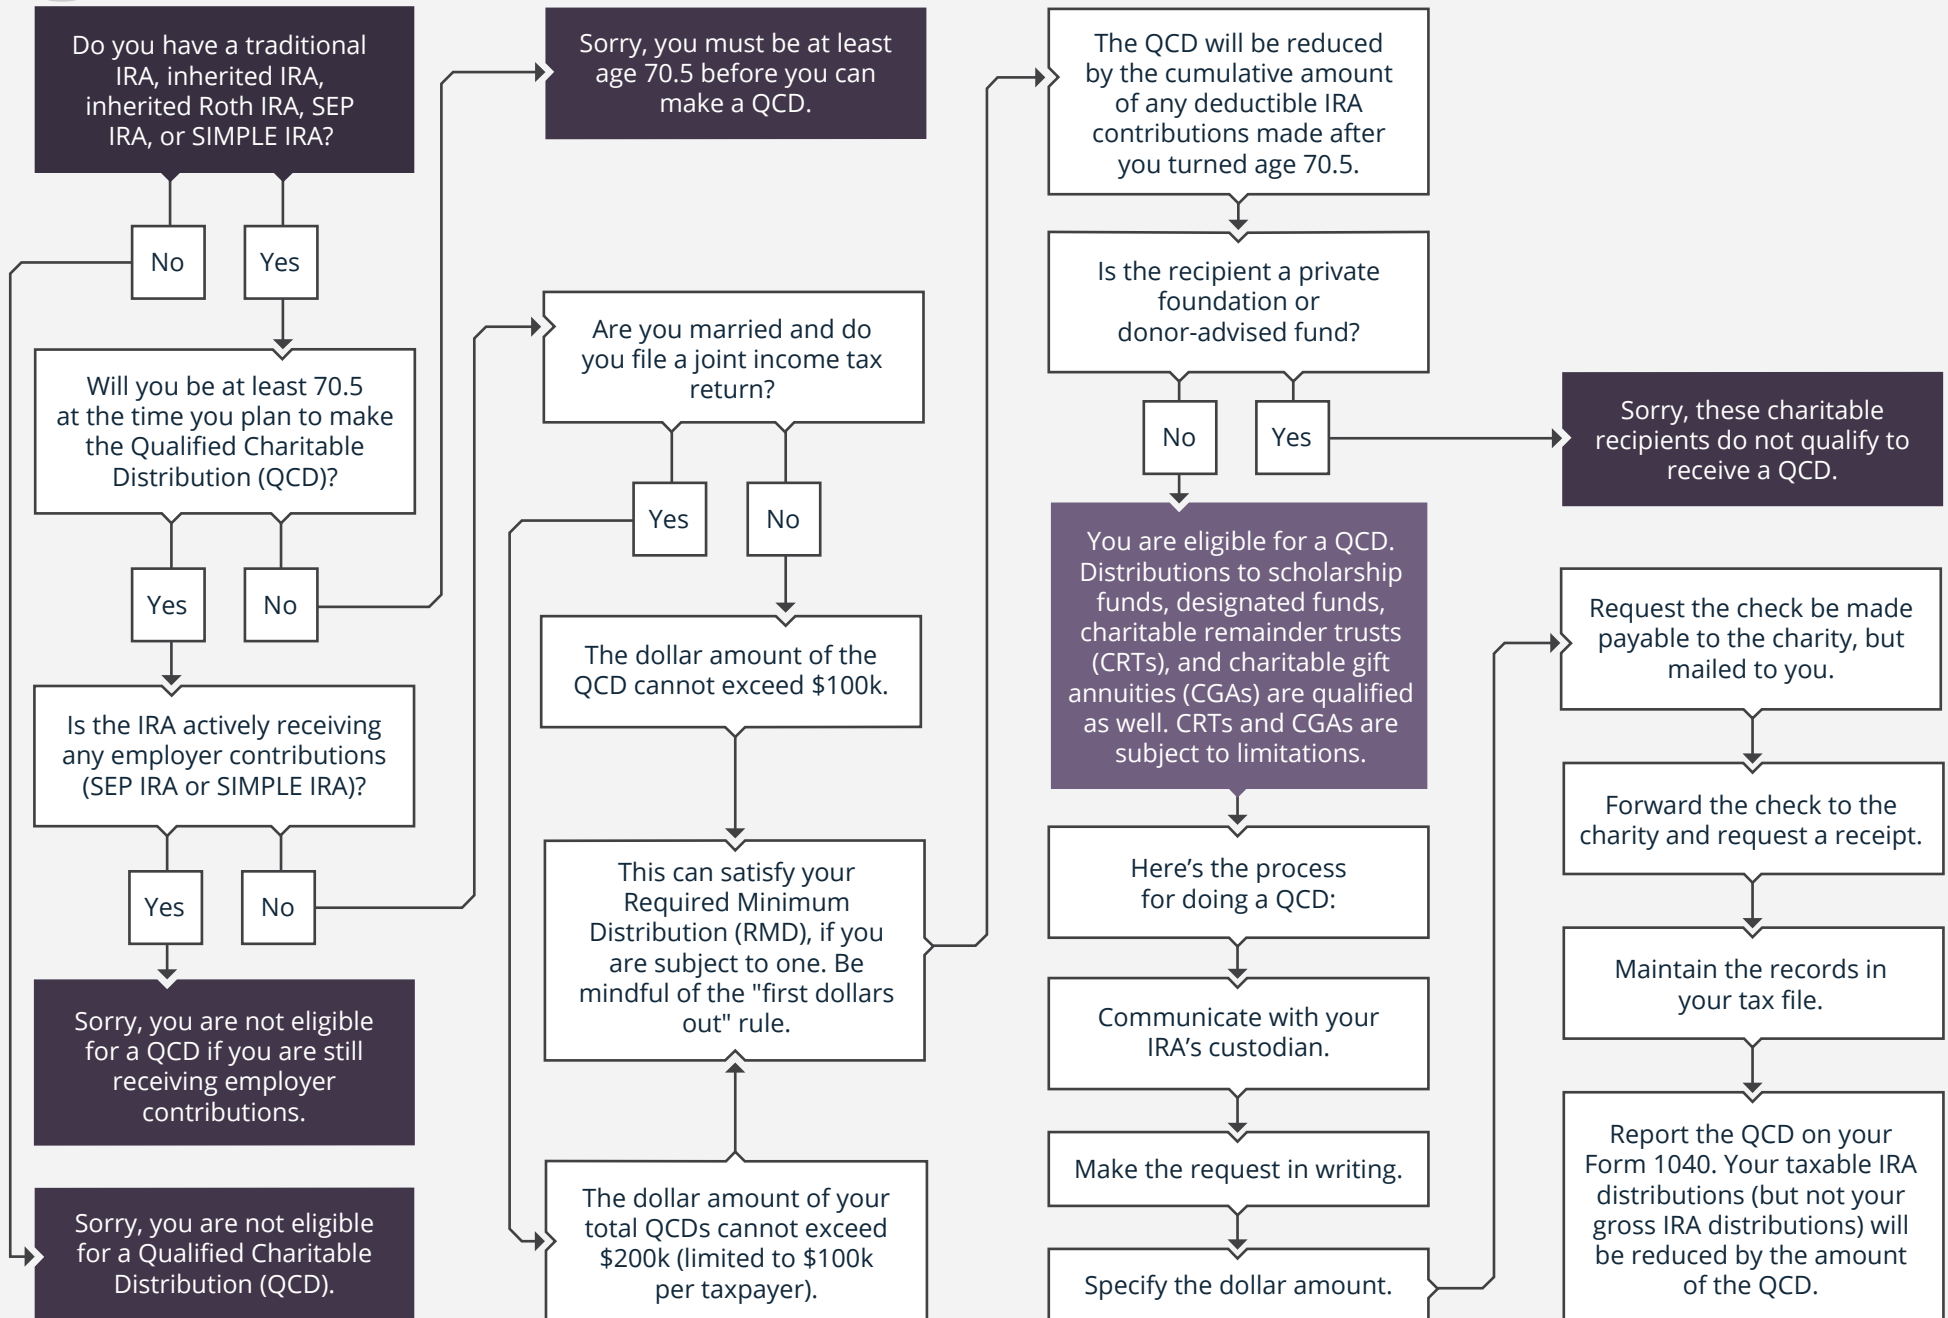 Do you have a traditional
IRA, inherited IRA,
inherited Roth IRA, SEP
IRA, or SIMPLE IRA?
No
Yes
Will you be at least 70.5
at the time you plan to make
the Qualified Charitable
Distribution (QCD)?
Yes
No
Is the IRA actively receiving
any employer contributions
(SEP IRA or SIMPLE IRA)?
Yes
No
Sorry, you are not eligible
for a QCD if you are still
receiving employer
contributions.
Sorry, you are not eligible
for a Qualified Charitable
Distribution (QCD).
Sorry, you must be at least
age 70.5 before you can
make a QCD.
Are you married and do
you file a joint income tax
return?
Yes
No
The dollar amount of the
QCD cannot exceed $100k.
This can satisfy your
Required Minimum
Distribution (RMD), if you
are subject to one. Be
mindful of the "first dollars
out" rule.
The dollar amount of your
total QCDs cannot exceed
$200k (limited to $100k
per taxpayer).
The QCD will be reduced
by the cumulative amount
of any deductible IRA
contributions made after
you turned age 70.5.
Is the recipient a private
foundation or
donor-advised fund?
No
Yes
You are eligible for a QCD.
Distributions to scholarship
funds, designated funds,
charitable remainder trusts
(CRTs), and charitable gift
annuities (CGAs) are qualified
as well. CRTs and CGAs are
subject to limitations.
Here’s the process
for doing a QCD:
Communicate with your
IRA’s custodian.
Make the request in writing.
Specify the dollar amount.
Sorry, these charitable
recipients do not qualify to
receive a QCD.
Request the check be made
payable to the charity, but
mailed to you.
Forward the check to the
charity and request a receipt.
Maintain the records in
your tax file.
Report the QCD on your
Form 1040. Your taxable IRA
distributions (but not your
gross IRA distributions) will
be reduced by the amount
of the QCD.